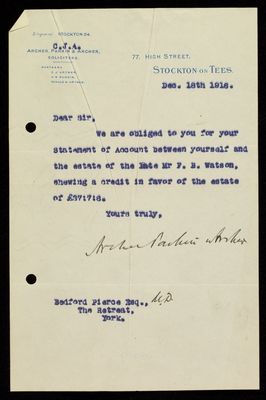 STOCKTON 24.
C.J.A.
ARCHER, PARKIN & ARCHER,
SOLICITORS.
77, HIGH STREET,
STOCKTON ON TEES.
Dec. 18th 1918.
Dear Sir,
We are obliged to you for your
Statement of Account between yourself and
the estate of the late Mr F. B. Watson,
shewing a credit in favor of the estate
of £37:7:8.
Yours truly,
Archer Parkin & Archer
Bedford Pierce Esq., M.D.
The Retreat,
York.